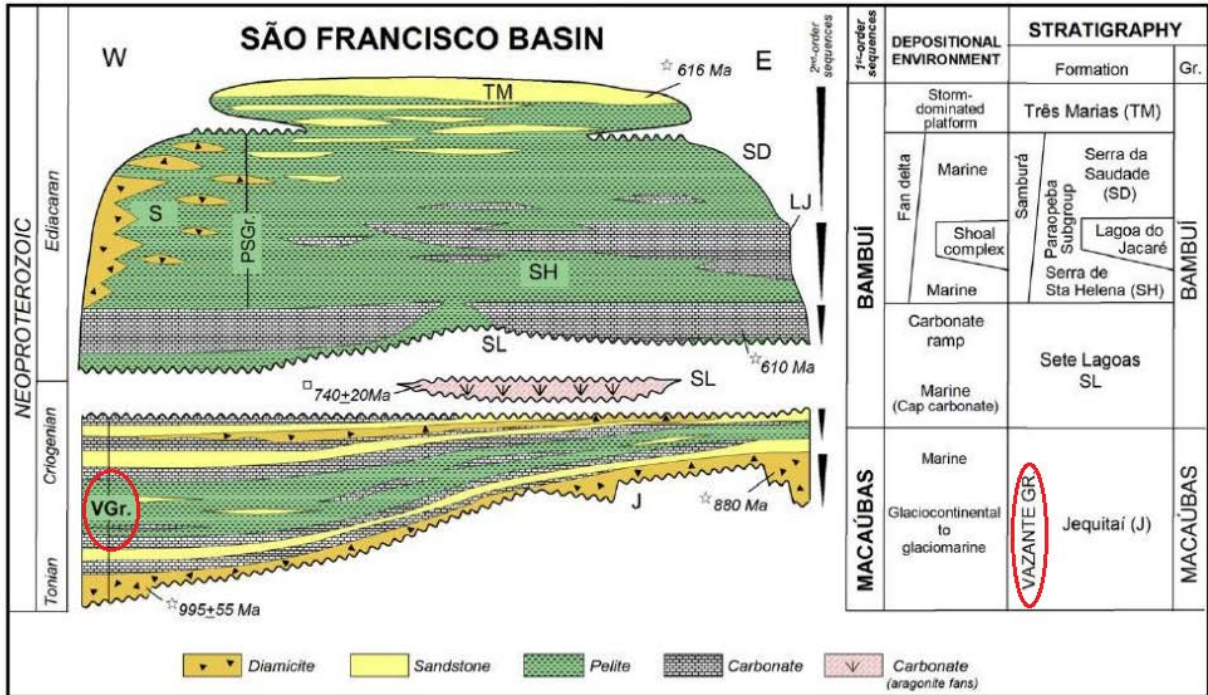 SÃO FRANCISCO BASIN
W
E
2nd-order sequences
1st-order sequences
DEPOSITIONAL ENVIRONMENT
STRATIGRAPHY
Formation
Gr.
NEOPROTEROZOIC
Ediacaran
Criogenian
Tonian
☆ 616 Ma
TM
SD
LJ
S
PSGr.
SH
SL
☆610 Ma
SL
□ 740±20Ma
VGr.
J
☆880 Ma
☆995±55 Ma
BAMBUÍ
MACAÚBAS
Storm-
dominated
platform
Fan delta
Marine
Shoal
complex
Marine
Carbonate
ramp
Marine
(Cap carbonate)
Marine
Glaciocontinental
to
glaciomarine
Três Marias (TM)
Samburá
Paraopeba
Subgroup
Serra da
Saudade
(SD)
Lagoa do
Jacaré
Serra de
Sta Helena (SH)
Sete Lagoas
SL
VAZANTE GR.
Jequitaí (J)
BAMBUÍ
MACAÚBAS
Diamicite
Sandstone
Pelite
Carbonate
Carbonate
(aragonite fans)